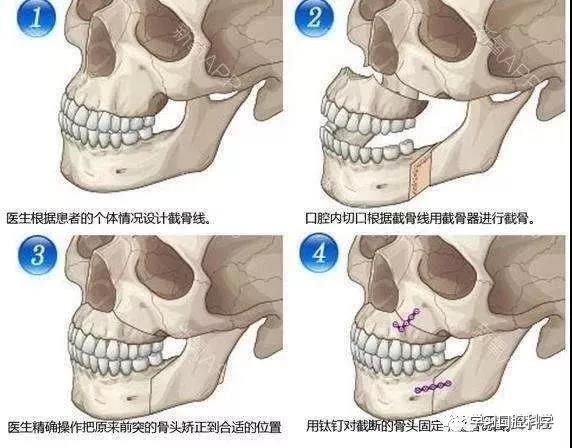 1
2
医生根据患者的个体情况设计截骨线。
口腔内切口根据截骨线用截骨器进行截骨。
3
4
医生精确操作把原来前突的骨头矫正到合适的位置
用钛钉对截断的骨头固定
学知口腔科学